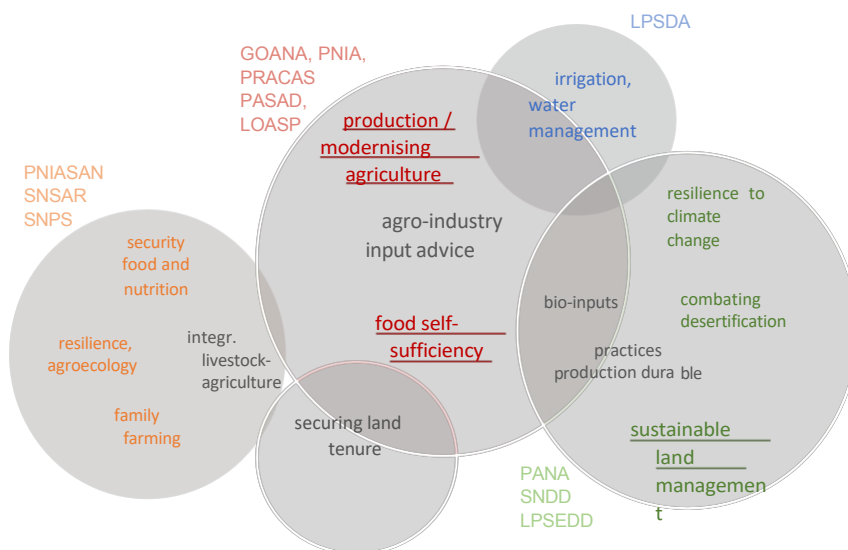 LPSDA
GOANA, PNIA,
PRACAS
PASAD,
LOASP
irrigation,
water
management
production /
modernising
agriculture
PNIASAN
SNSAR
SNPS
resilience to
climate
change
agro-industry
input advice
security
food and
nutrition
bio-inputs
combating
desertification
food self-
sufficiency
resilience,
agroecology
integr.
livestock-
agriculture
practices
production dura ble
family
farming
securing land
tenure
sustainable
land
managemen
t
PANA
SNDD
LPSEDD